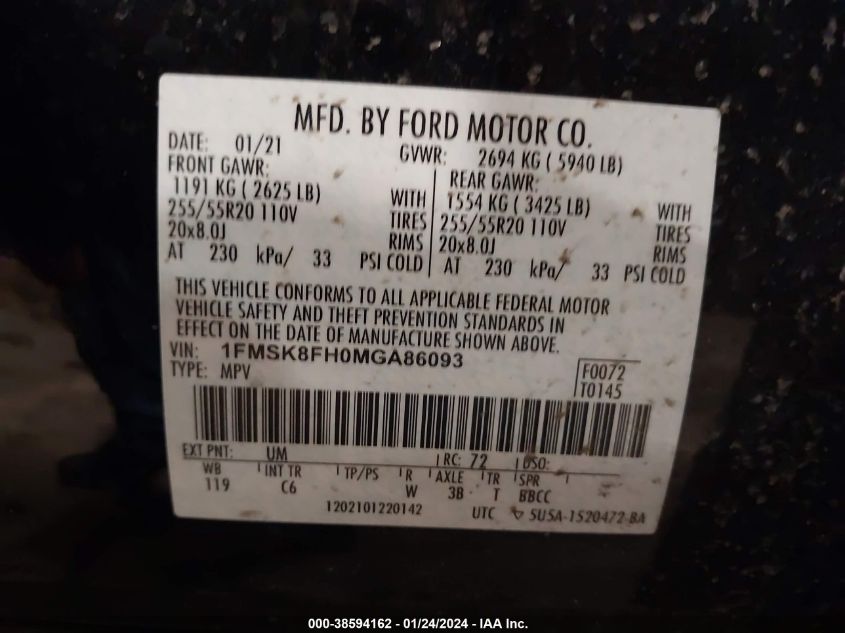 MFD. BY FORD MOTOR CO.
DATE: 01/21 GVWR: 2694 KG ( 5940 LB)
FRONT GAWR: REAR GAWR:
1191 KG ( 2625 LB) WITH 1554 KG ( 3425 LB) WITH
255/55R20 110V TIRES 255/55R20 110V TIRES
20x8.0J RIMS 20x8.0J RIMS
AT 230 kPa/ 33 PSI COLD AT 230 kPa/ 33 PSI COLD
THIS VEHICLE CONFORMS TO ALL APPLICABLE FEDERAL MOTOR
VEHICLE SAFETY AND THEFT PREVENTION STANDARDS IN
EFFECT ON THE DATE OF MANUFACTURE SHOWN ABOVE.
VIN: 1FMSK8FH0MGA86093
TYPE: MPV
F0072
T0145
EXT PNT: UM RC: 72 DSO:
WB INT TR TP/PS R AXLE TR SPR
119 C6 W 3B T BBCC
1202101220142 UTC ▽ 5U5A-1520472-BA
000-38594162 — 01/24/2024 — IAA Inc.